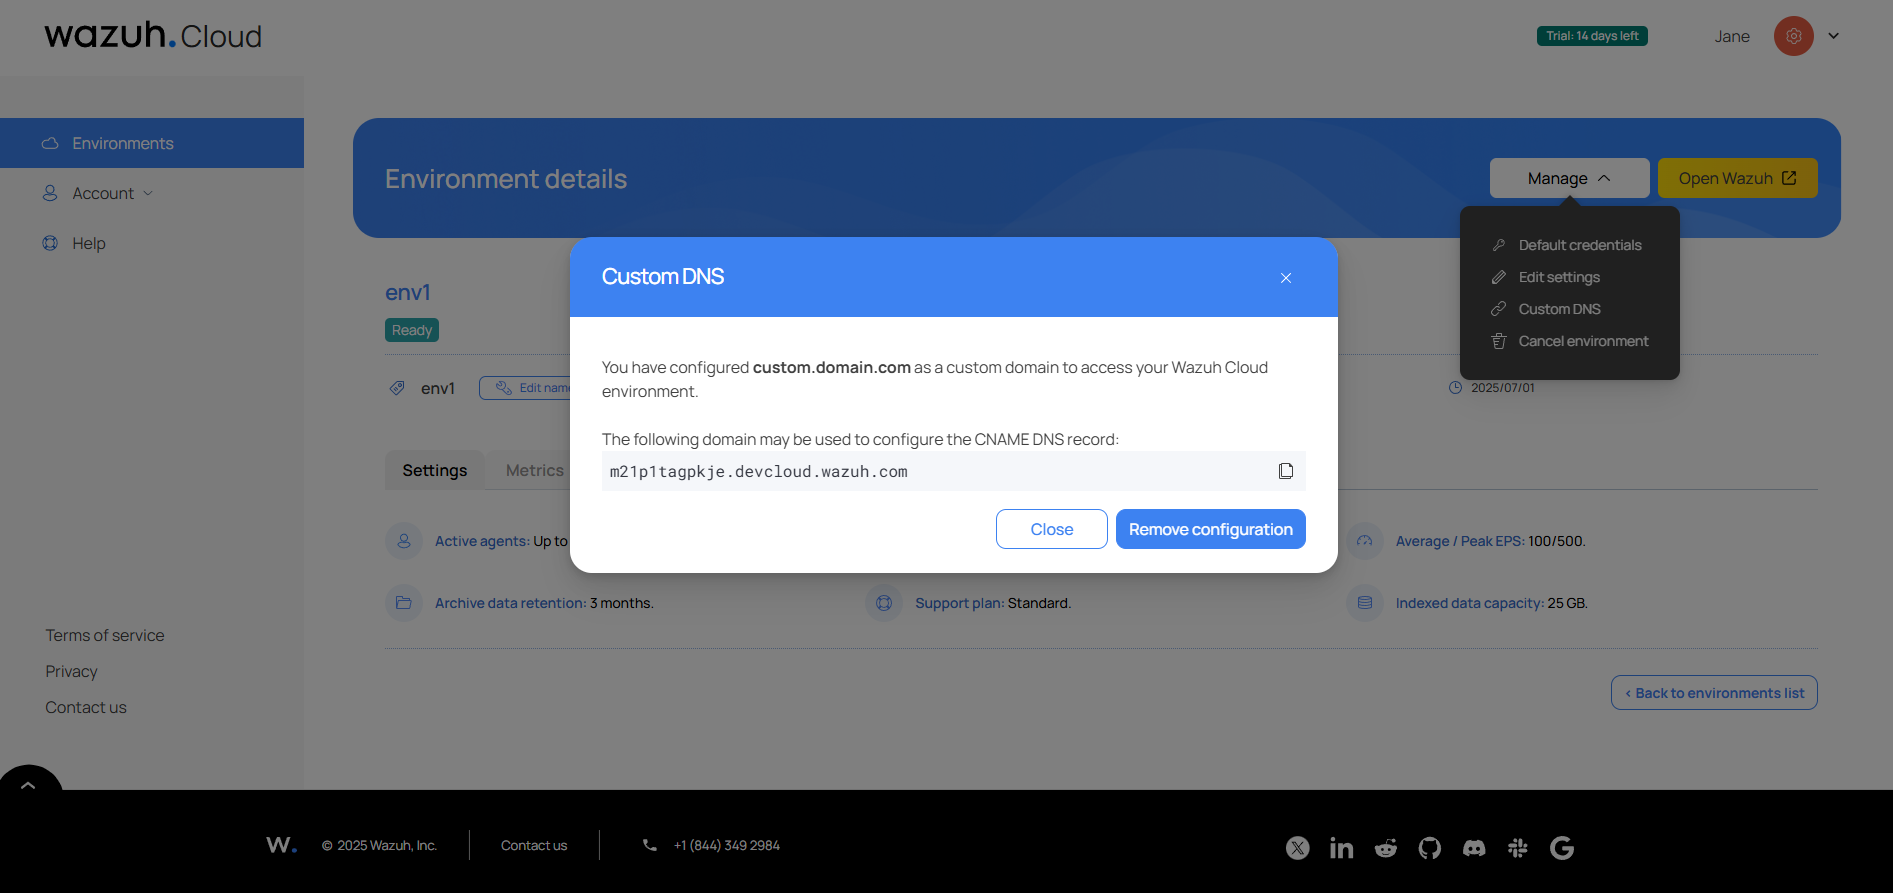 wazuh. Cloud
Trial: 14 days left
Jane
Environments
Account
Help
Environment details
Manage
Open Wazuh
Default credentials
Edit settings
Custom DNS
Cancel environment
env1
Ready
env1
Edit name
2025/07/01
Custom DNS
You have configured custom.domain.com as a custom domain to access your Wazuh Cloud
environment.
The following domain may be used to configure the CNAME DNS record:
m21p1tagpkje.devcloud.wazuh.com
Close
Remove configuration
Settings
Metrics
Active agents: Up to
Average / Peak EPS: 100/500.
Archive data retention: 3 months.
Support plan: Standard.
Indexed data capacity: 25 GB.
‹ Back to environments list
Terms of service
Privacy
Contact us
W.
© 2025 Wazuh, Inc.
Contact us
+1 (844) 349 2984